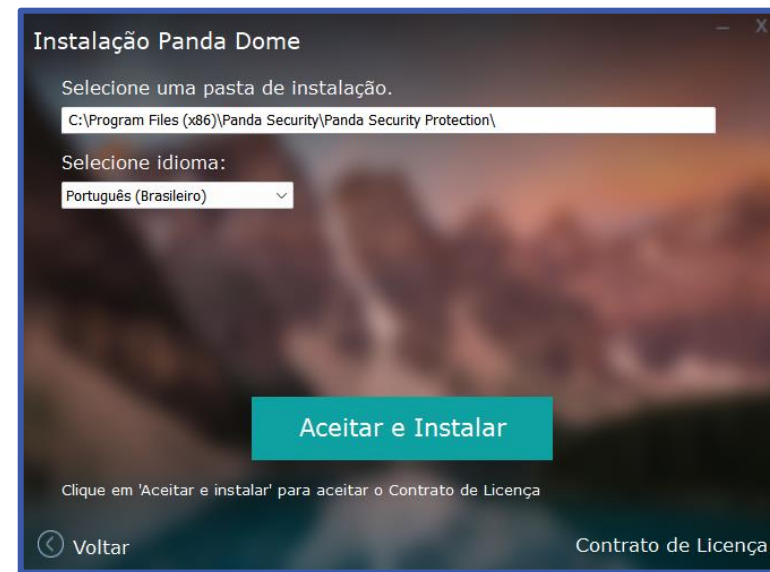 Instalação Panda Dome
– X
Selecione uma pasta de instalação.
C:\Program Files (x86)\Panda Security\Panda Security Protection\
Selecione idioma:
Português (Brasileiro)
Aceitar e Instalar
Clique em 'Aceitar e instalar' para aceitar o Contrato de Licença
Voltar
Contrato de Licença